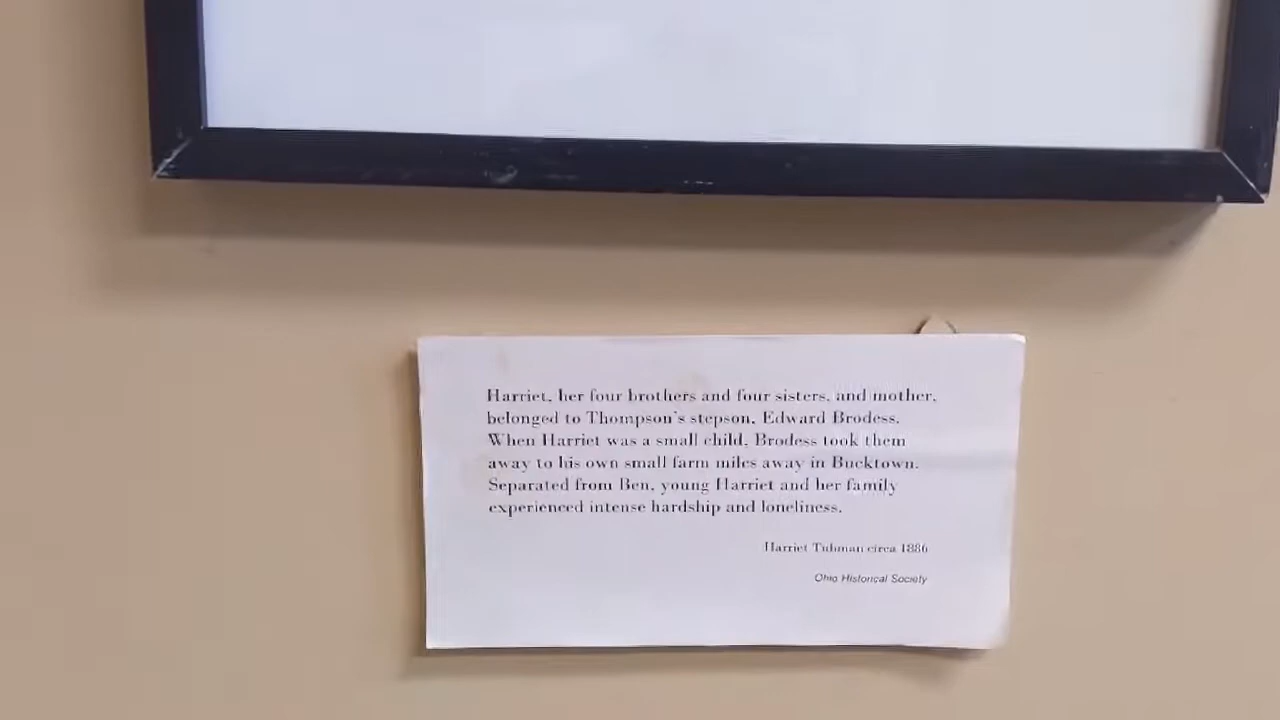 Harriet, her four brothers and four sisters, and mother,
belonged to Thompson's stepson, Edward Brodess.
When Harriet was a small child, Brodess took them
away to his own small farm miles away in Bucktown.
Separated from Ben, young Harriet and her family
experienced intense hardship and loneliness.
Harriet Tubman circa 1886
Ohio Historical Society